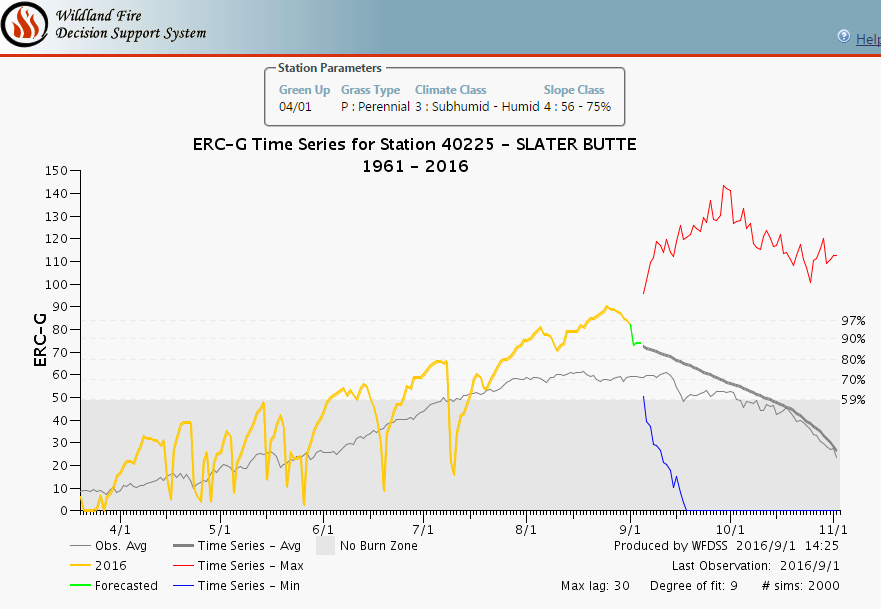 Wildland Fire
Decision Support System
Help
Station Parameters
Green Up Grass Type Climate Class Slope Class
04/01 P : Perennial 3 : Subhumid - Humid 4 : 56 - 75%
ERC-G Time Series for Station 40225 - SLATER BUTTE
1961 - 2016
150
140
130
120
110
100
90
80
70
60
50
40
30
20
10
0
ERC-G
97%
90%
80%
70%
59%
4/1 5/1 6/1 7/1 8/1 9/1 10/1 11/1
Obs. Avg Time Series - Avg No Burn Zone Produced by WFDSS 2016/9/1 14:25
2016 Time Series - Max Last Observation: 2016/9/1
Forecasted Time Series - Min Max lag: 30 Degree of fit: 9 # sims: 2000